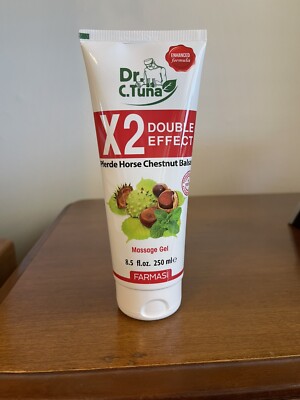 ENHANCED
formula
Dr.
C.Tuna
X2 DOUBLE
EFFECT
Pferde Horse Chestnut Balsa
Massage Gel
8.5 fl.oz. 250 ml e
FARMASi